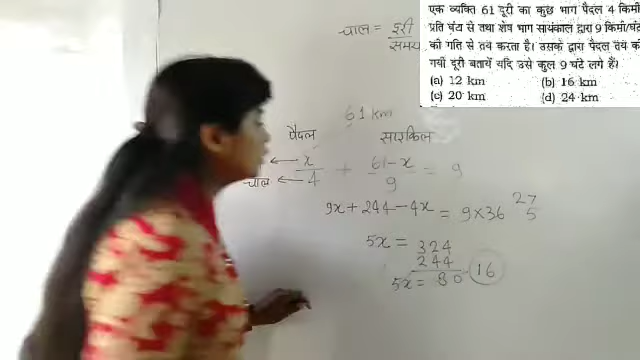 एक व्यक्ति 61 दूरी का कुछ भाग पैदल 4 किमी
प्रति घंटा से तथा शेष भाग सायंकाल द्वारा 9 किमी/घंटे
की गति से तय करता है। उसके द्वारा पैदल तय की
गयी दूरी बतायें यदि उसे कुल 9 घंटे लगे हैं।
(a) 12 km (b) 16 km
(c) 20 km (d) 24 km
चाल = दूरी / समय
61 km
पैदल साइकिल
x/4 + 61-x/9 = 9
चाल
9x + 244 - 4x = 9×36
27
5
5x = 324
244
5x = 80 16